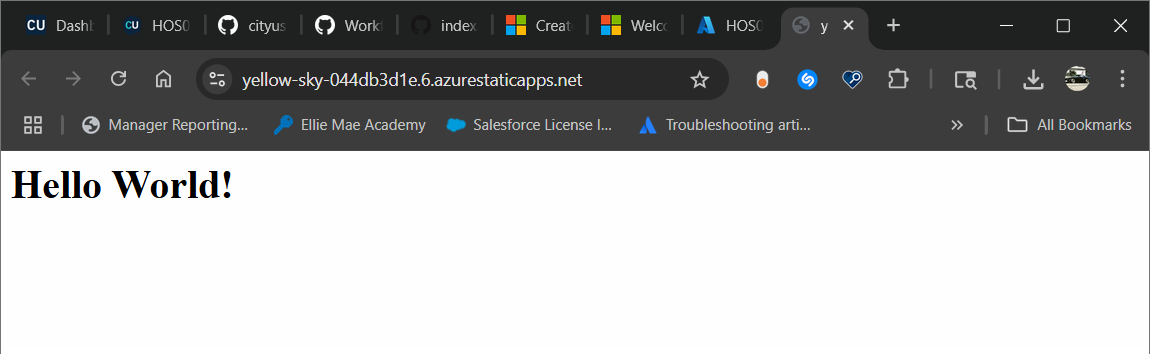 CU Dashb CU HOS0 cityus Workf index Creat Welco HOS0 y
yellow-sky-044db3d1e.6.azurestaticapps.net
Manager Reporting... Ellie Mae Academy Salesforce License I... Troubleshooting arti... » All Bookmarks
Hello World!